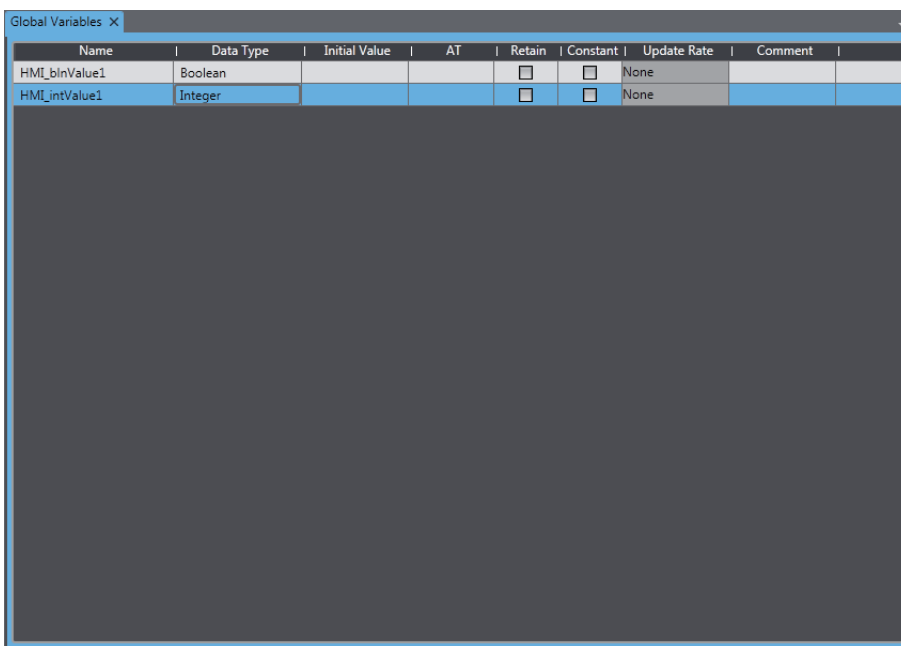 Global Variables X
Name | Data Type | Initial Value | AT | Retain | Constant | Update Rate | Comment |
HMI_blnValue1 Boolean None
HMI_intValue1 Integer None